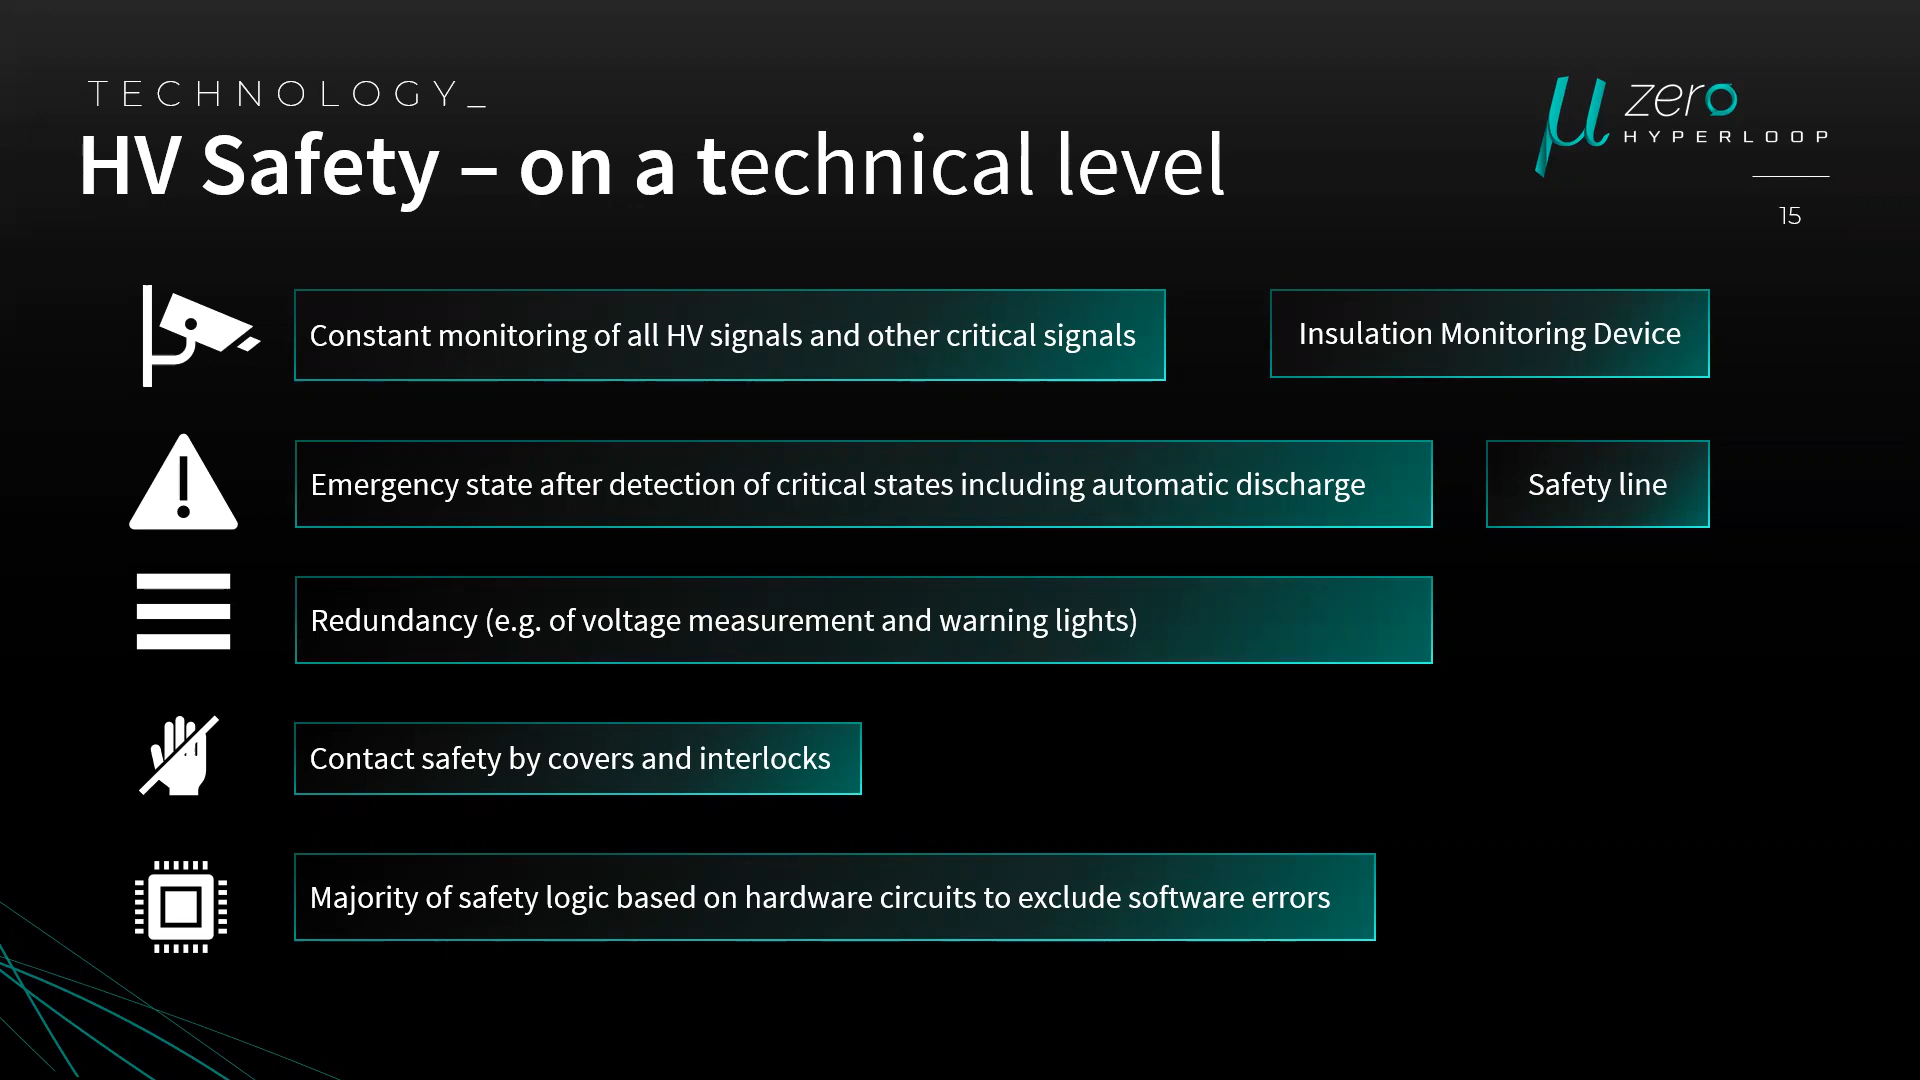 TECHNOLOGY_
HV Safety – on a technical level
μ zero
HYPERLOOP
15
Constant monitoring of all HV signals and other critical signals
Insulation Monitoring Device
Emergency state after detection of critical states including automatic discharge
Safety line
Redundancy (e.g. of voltage measurement and warning lights)
Contact safety by covers and interlocks
Majority of safety logic based on hardware circuits to exclude software errors